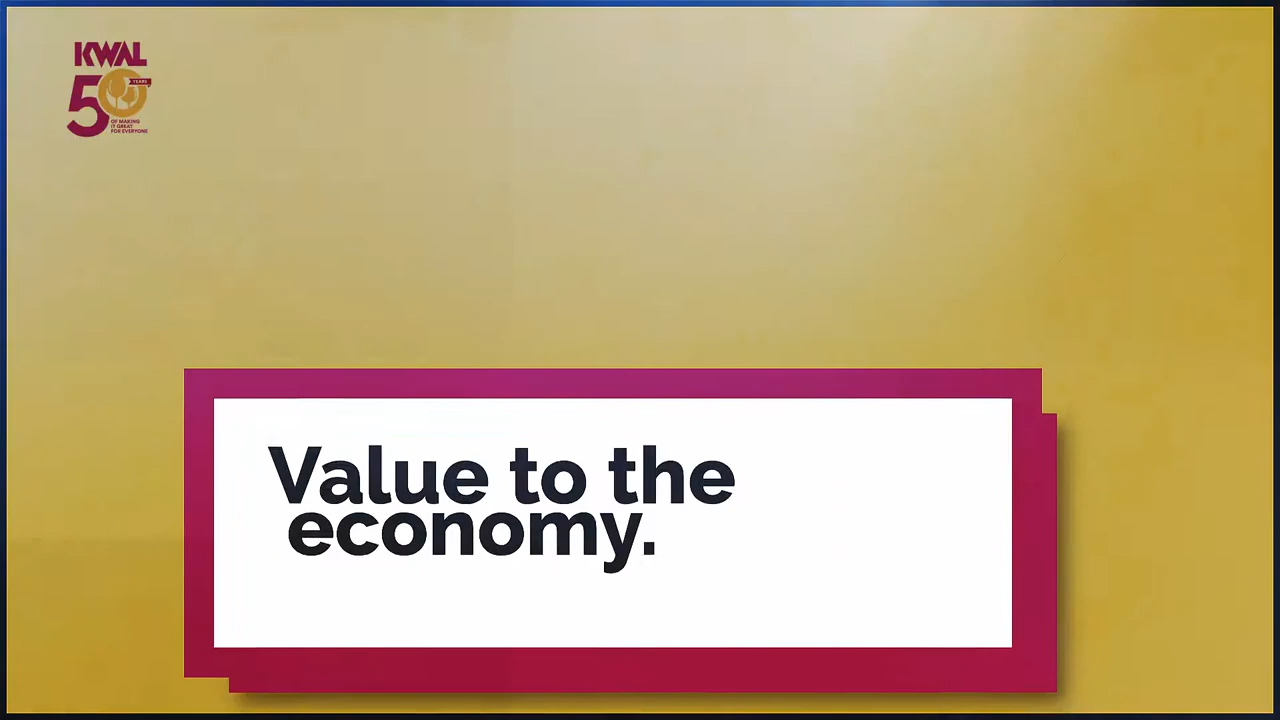 KWAL
50
YEARS
OF MAKING
IT GREAT
FOR EVERYONE
Value to the
economy.